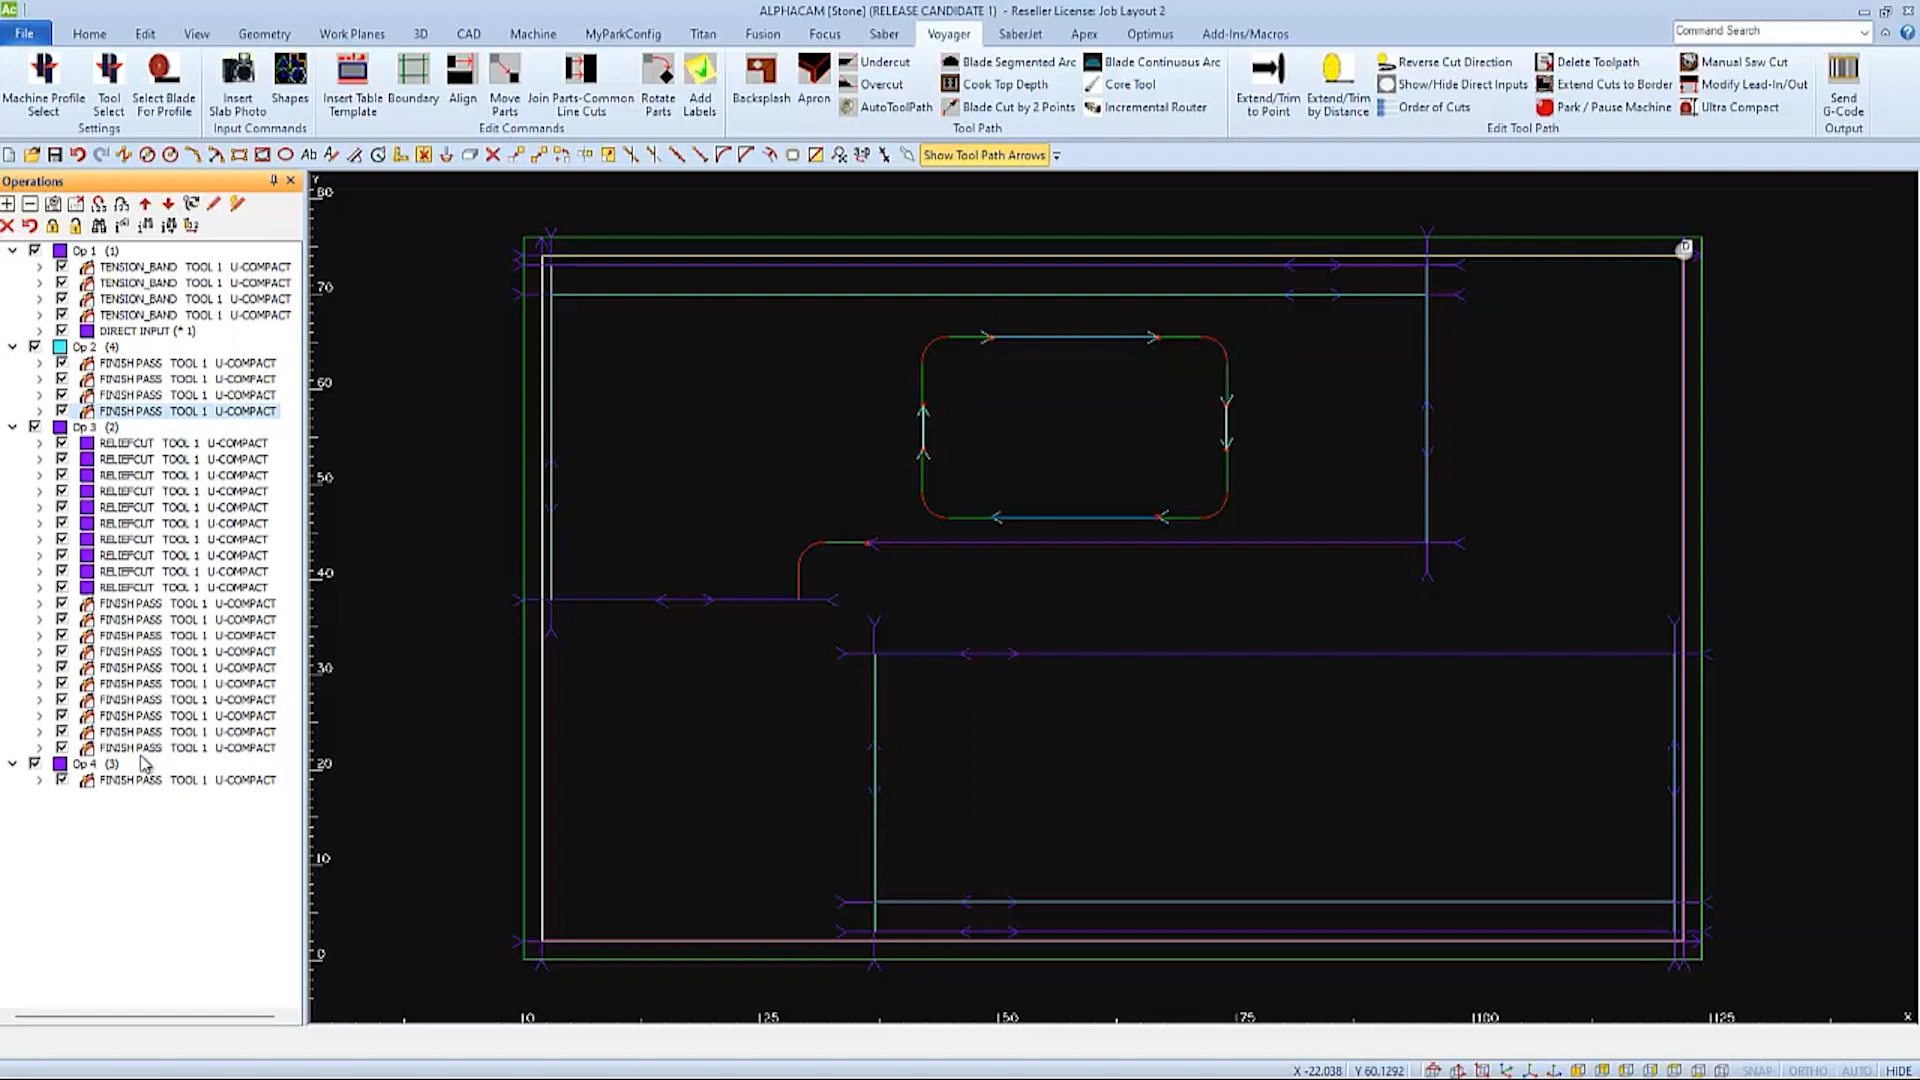 Ac
ALPHACAM [Stone] (RELEASE CANDIDATE 1) - Reseller License: Job Layout 2
File Home Edit View Geometry Work Planes 3D CAD Machine MyParkConfig Titan Fusion Focus Saber Voyager SaberJet Apex Optimus Add-Ins/Macros Command Search
Machine Profile Select
Tool Select
Select Blade For Profile
Settings
Insert Slab Photo
Shapes
Input Commands
Insert Table Template
Boundary
Align
Move Parts
Join Parts-Common Line Cuts
Rotate Parts
Add Labels
Edit Commands
Backsplash
Apron
Undercut
Overcut
AutoToolPath
Blade Segmented Arc
Cook Top Depth
Blade Cut by 2 Points
Blade Continuous Arc
Core Tool
Incremental Router
Tool Path
Extend/Trim to Point
Extend/Trim by Distance
Reverse Cut Direction
Show/Hide Direct Inputs
Order of Cuts
Delete Toolpath
Extend Cuts to Border
Park / Pause Machine
Manual Saw Cut
Modify Lead-In/Out
Ultra Compact
Edit Tool Path
Send G-Code
Output
Show Tool Path Arrows
Operations
Op 1 (1)
TENSION_BAND TOOL 1 U-COMPACT
TENSION_BAND TOOL 1 U-COMPACT
TENSION_BAND TOOL 1 U-COMPACT
TENSION_BAND TOOL 1 U-COMPACT
DIRECT INPUT (* 1)
Op 2 (4)
FINISH PASS TOOL 1 U-COMPACT
FINISH PASS TOOL 1 U-COMPACT
FINISH PASS TOOL 1 U-COMPACT
FINISH PASS TOOL 1 U-COMPACT
Op 3 (2)
RELIEFCUT TOOL 1 U-COMPACT
RELIEFCUT TOOL 1 U-COMPACT
RELIEFCUT TOOL 1 U-COMPACT
RELIEFCUT TOOL 1 U-COMPACT
RELIEFCUT TOOL 1 U-COMPACT
RELIEFCUT TOOL 1 U-COMPACT
RELIEFCUT TOOL 1 U-COMPACT
RELIEFCUT TOOL 1 U-COMPACT
RELIEFCUT TOOL 1 U-COMPACT
RELIEFCUT TOOL 1 U-COMPACT
FINISH PASS TOOL 1 U-COMPACT
FINISH PASS TOOL 1 U-COMPACT
FINISH PASS TOOL 1 U-COMPACT
FINISH PASS TOOL 1 U-COMPACT
FINISH PASS TOOL 1 U-COMPACT
FINISH PASS TOOL 1 U-COMPACT
FINISH PASS TOOL 1 U-COMPACT
FINISH PASS TOOL 1 U-COMPACT
FINISH PASS TOOL 1 U-COMPACT
FINISH PASS TOOL 1 U-COMPACT
Op 4 (3)
FINISH PASS TOOL 1 U-COMPACT
Y
80
70
60
50
40
30
20
10
0
0 25 50 75 100 125 X
D
X -22.038 Y 60.1292 SNAP ORTHO AUTO HIDE